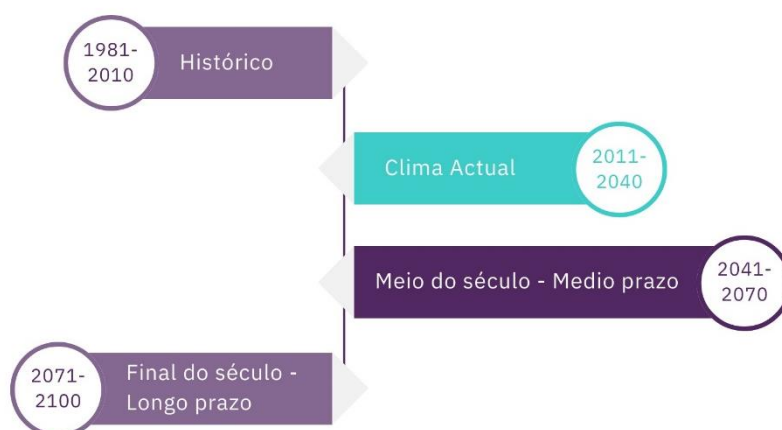 1981-
2010
Histórico
Clima Actual
2011-
2040
Meio do século - Medio prazo
2041-
2070
2071-
2100
Final do século -
Longo prazo